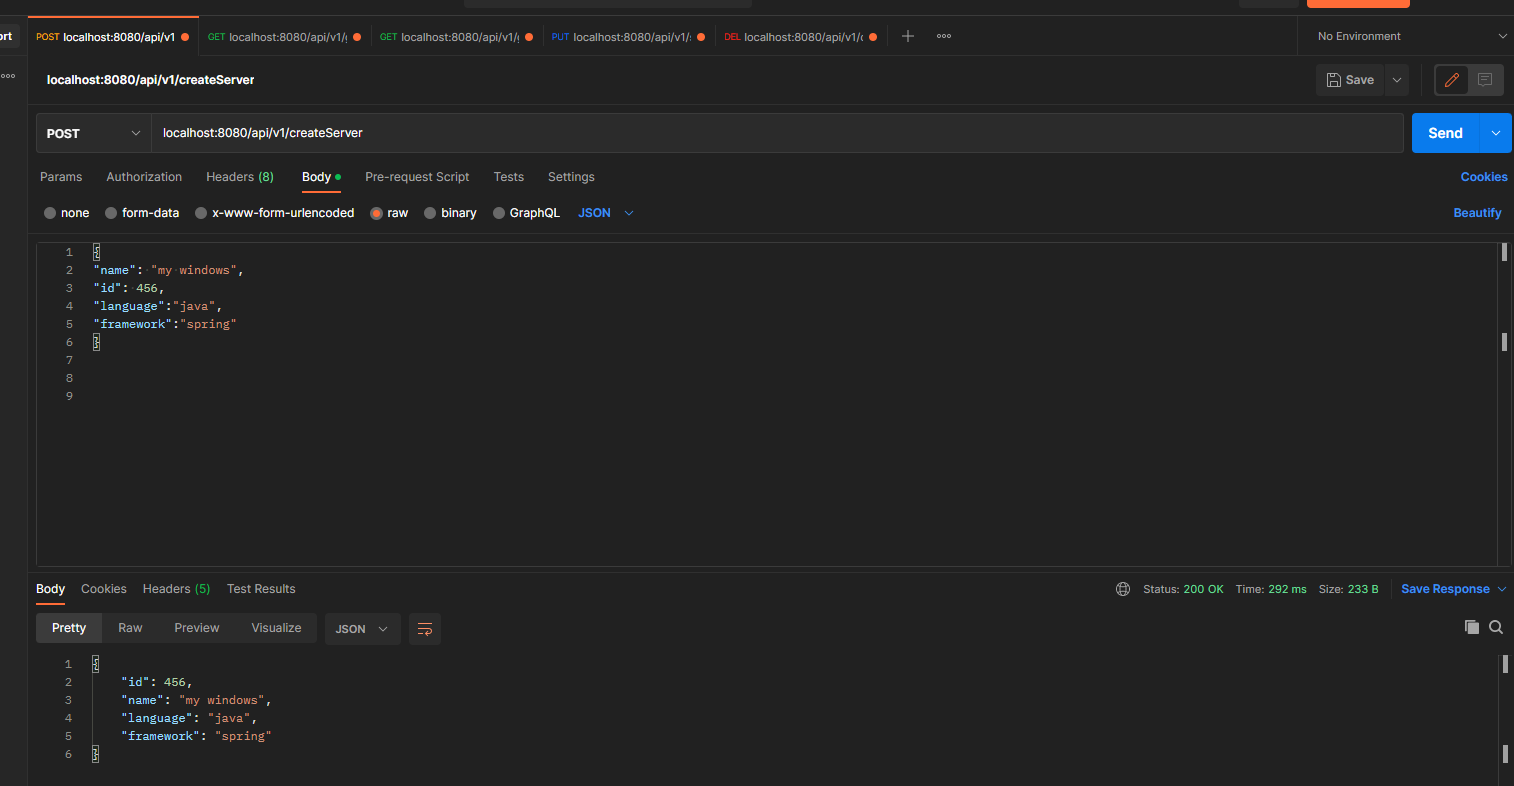 ort
POST localhost:8080/api/v1 GET localhost:8080/api/v1/g GET localhost:8080/api/v1/g PUT localhost:8080/api/v1/ DEL localhost:8080/api/v1/ No Environment
localhost:8080/api/v1/createServer Save
POST localhost:8080/api/v1/createServer Send
Params Authorization Headers (8) Body Pre-request Script Tests Settings Cookies
none form-data x-www-form-urlencoded raw binary GraphQL JSON Beautify
1 {
2 "name": "my windows",
3 "id": 456,
4 "language":"java",
5 "framework":"spring"
6 }
7
8
9
Body Cookies Headers (5) Test Results Status: 200 OK Time: 292 ms Size: 233 B Save Response
Pretty Raw Preview Visualize JSON
1 {
2 "id": 456,
3 "name": "my windows",
4 "language": "java",
5 "framework": "spring"
6 }